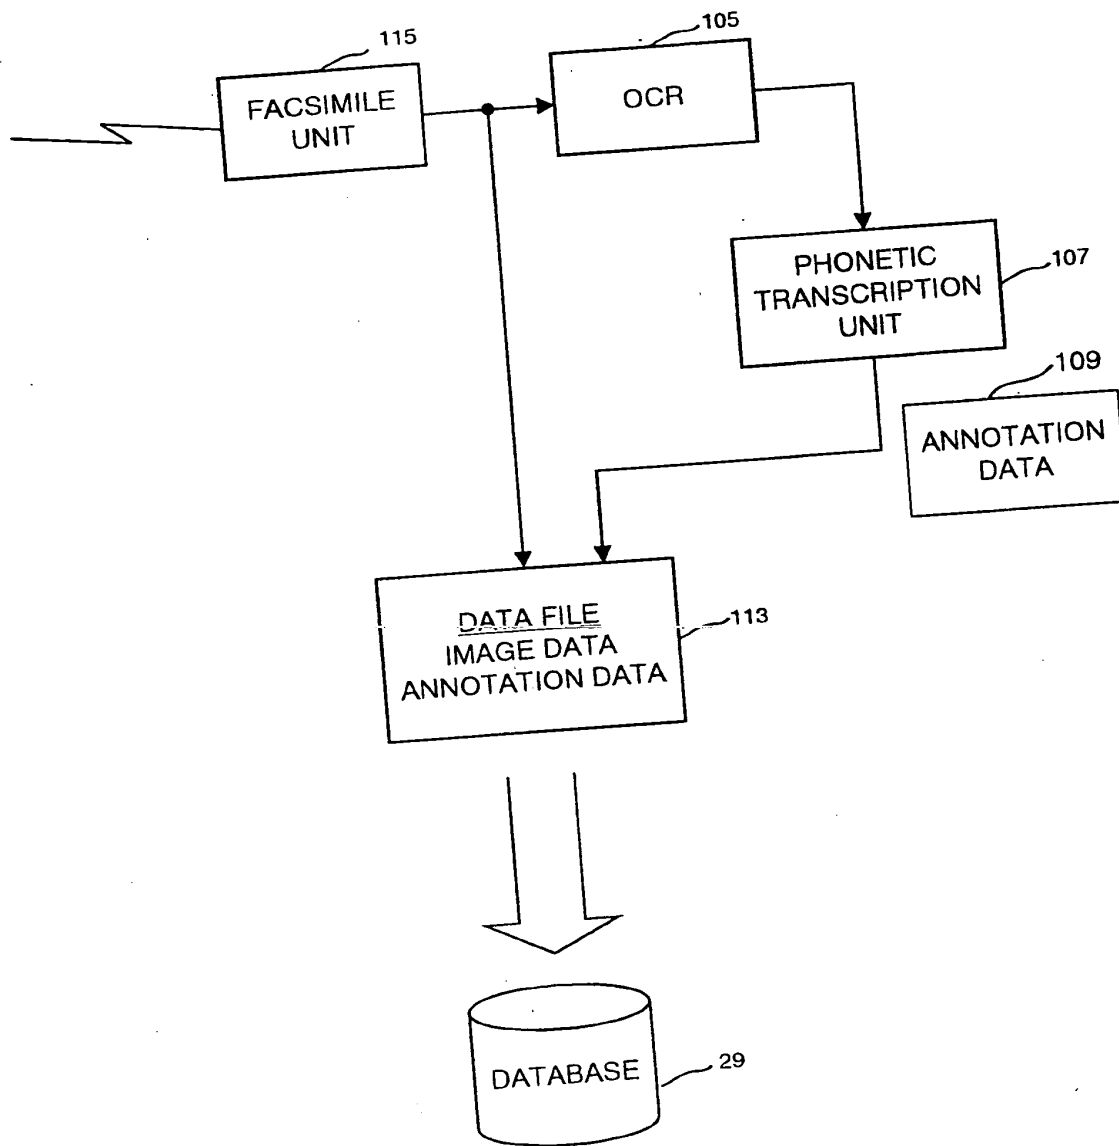 115
FACSIMILE
UNIT
105
OCR
PHONETIC
TRANSCRIPTION
UNIT
107
109
ANNOTATION
DATA
DATA FILE
IMAGE DATA
ANNOTATION DATA
113
DATABASE
29